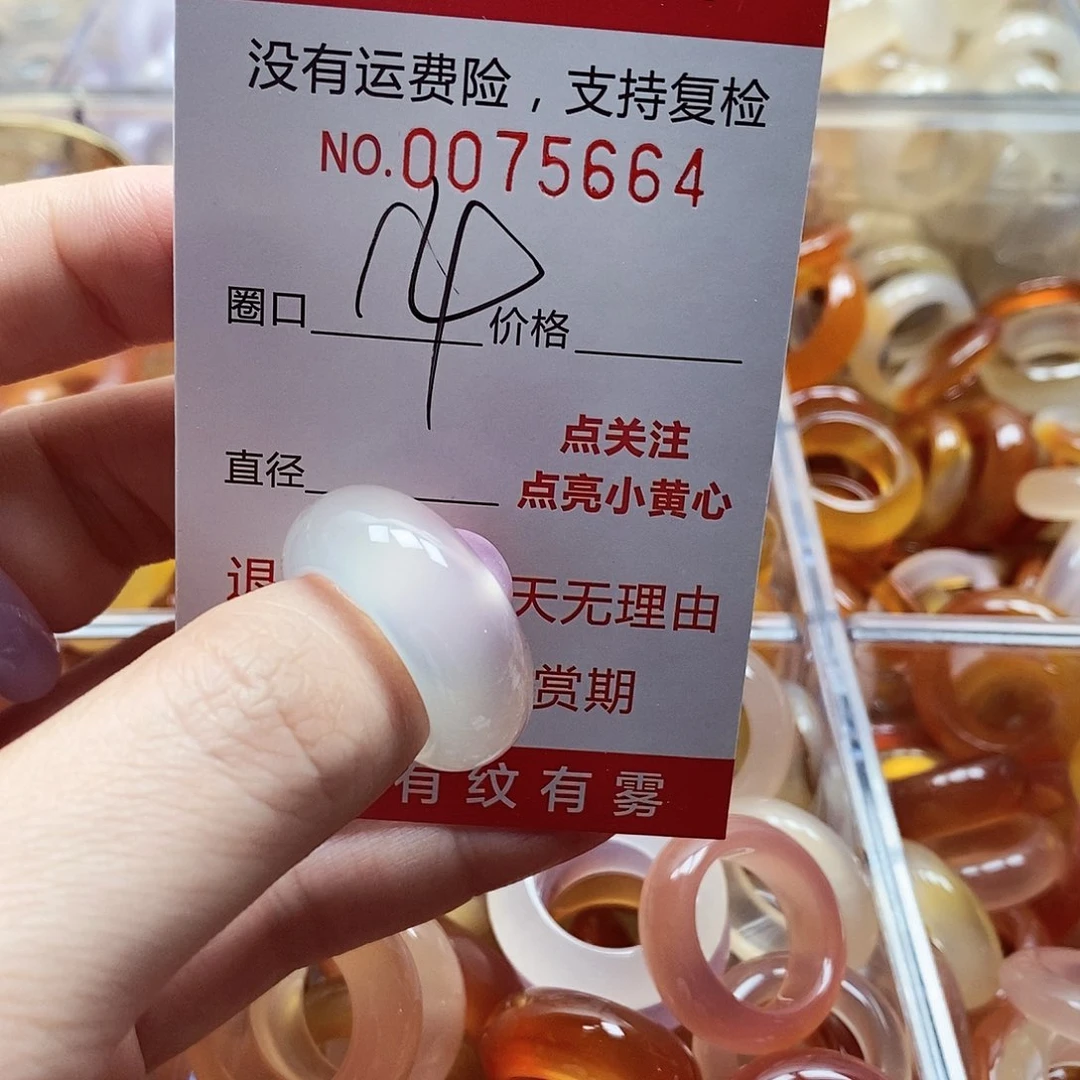 没有运费险，支持复检
NO.0075664
圈口 价格
直径
点关注
点亮小黄心
退 天无理由
赏期
有纹有雾